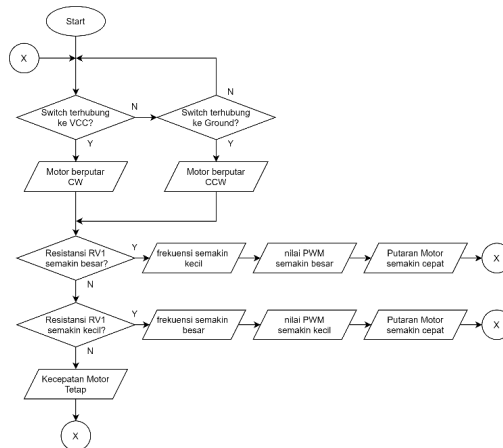 Start
X
Switch terhubung
ke VCC?
N
Switch terhubung
ke Ground?
N
Y
Y
Motor berputar
CW
Motor berputar
CCW
Resistansi RV1
semakin besar?
Y
frekuensi semakin
kecil
nilai PWM
semakin besar
Putaran Motor
semakin cepat
X
N
Resistansi RV1
semakin kecil?
Y
frekuensi semakin
besar
nilai PWM
semakin kecil
Putaran Motor
semakin cepat
X
N
Kecepatan Motor
Tetap
X